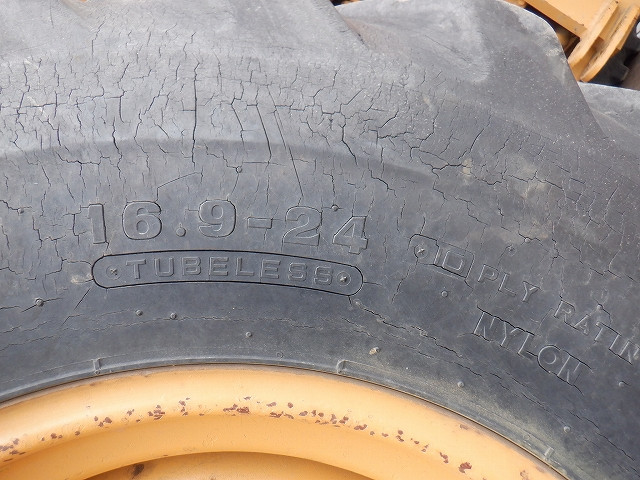 16.9-24
TUBELESS
10 PLY RATIN
NYLON